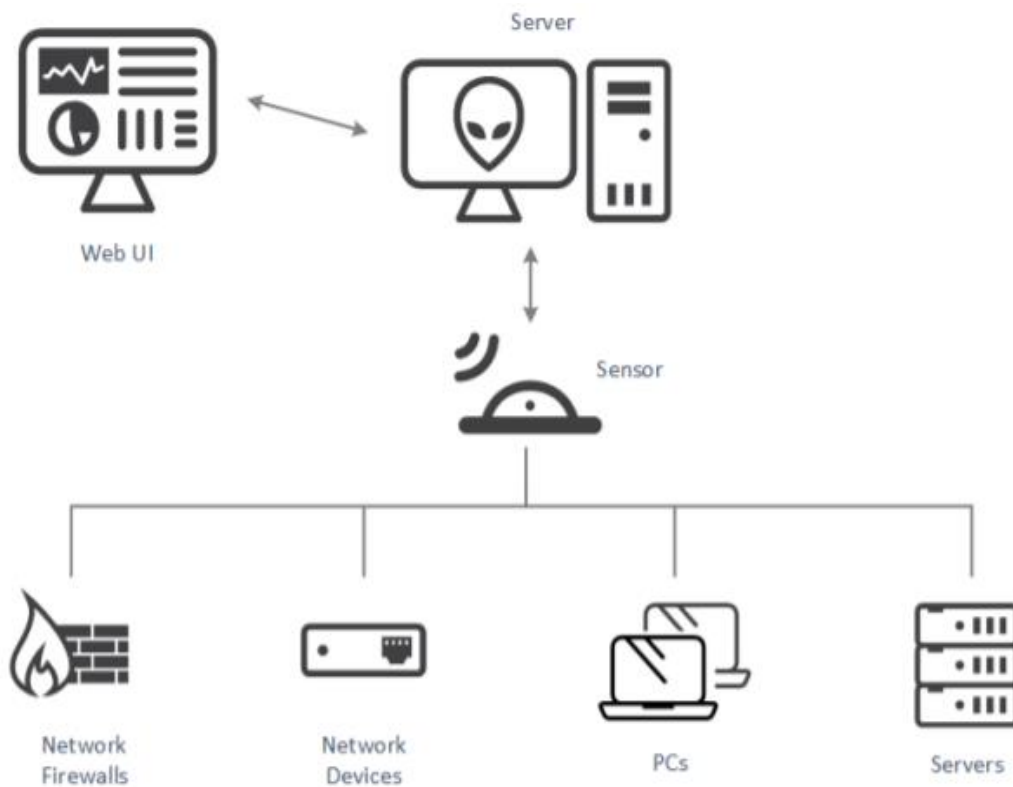 Server
Web UI
Sensor
Network
Firewalls
Network
Devices
PCs
Servers